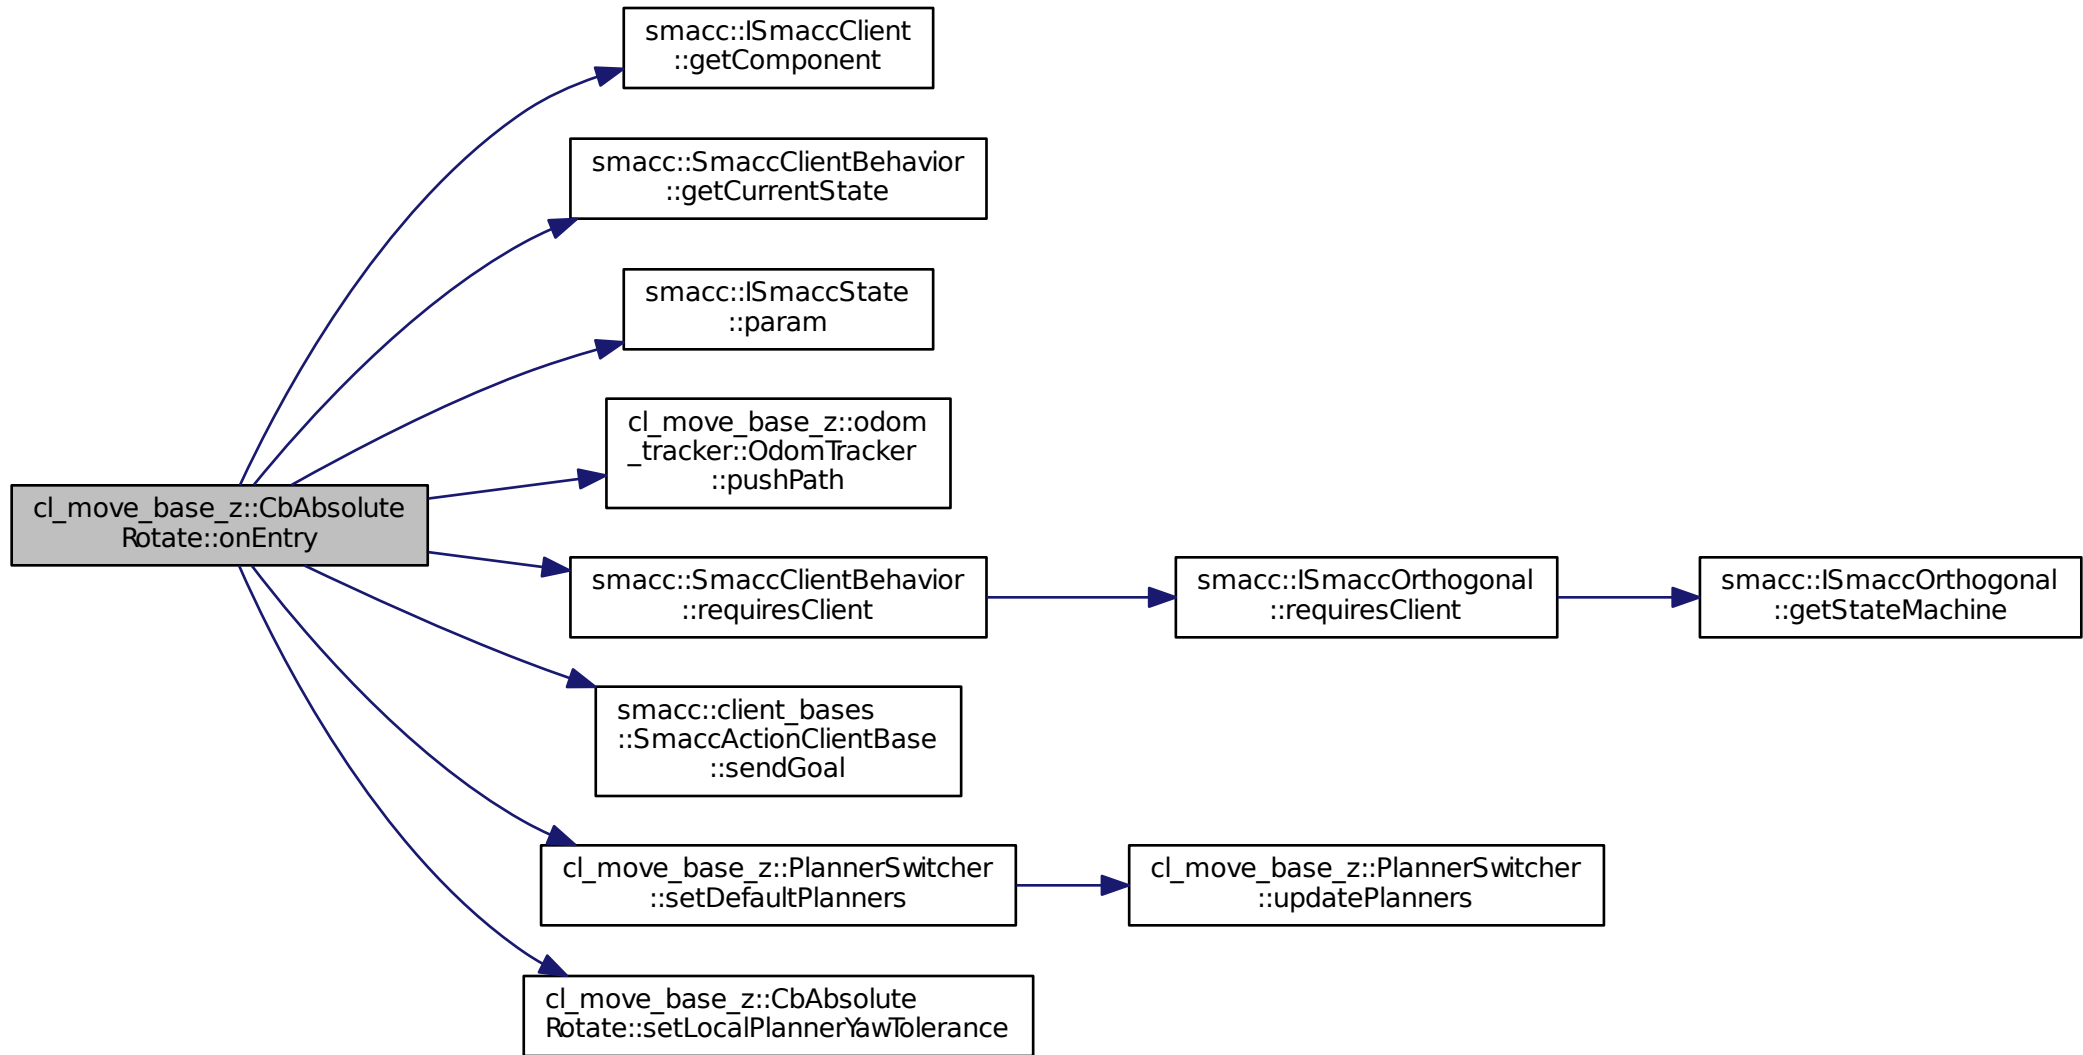 smacc::ISmaccClient
::getComponent
smacc::SmaccClientBehavior
::getCurrentState
smacc::ISmaccState
::param
cl_move_base_z::odom
_tracker::OdomTracker
::pushPath
cl_move_base_z::CbAbsolute
Rotate::onEntry
smacc::SmaccClientBehavior
::requiresClient
smacc::ISmaccOrthogonal
::requiresClient
smacc::ISmaccOrthogonal
::getStateMachine
smacc::client_bases
::SmaccActionClientBase
::sendGoal
cl_move_base_z::PlannerSwitcher
::setDefaultPlanners
cl_move_base_z::PlannerSwitcher
::updatePlanners
cl_move_base_z::CbAbsolute
Rotate::setLocalPlannerYawTolerance